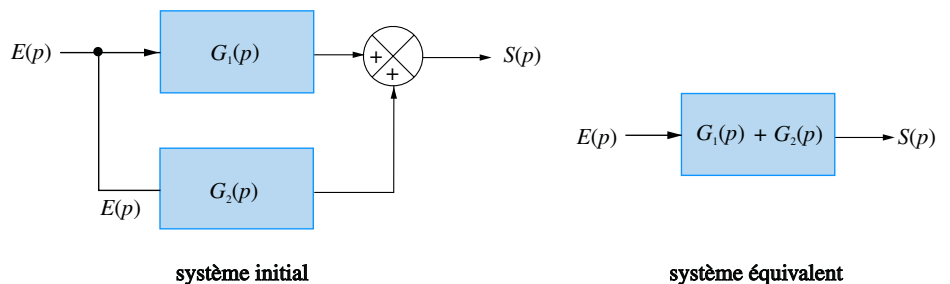 E(p)
G₁(p)
+
+
S(p)
E(p)
G₂(p)
système initial
E(p)
G₁(p) + G₂(p)
S(p)
système équivalent